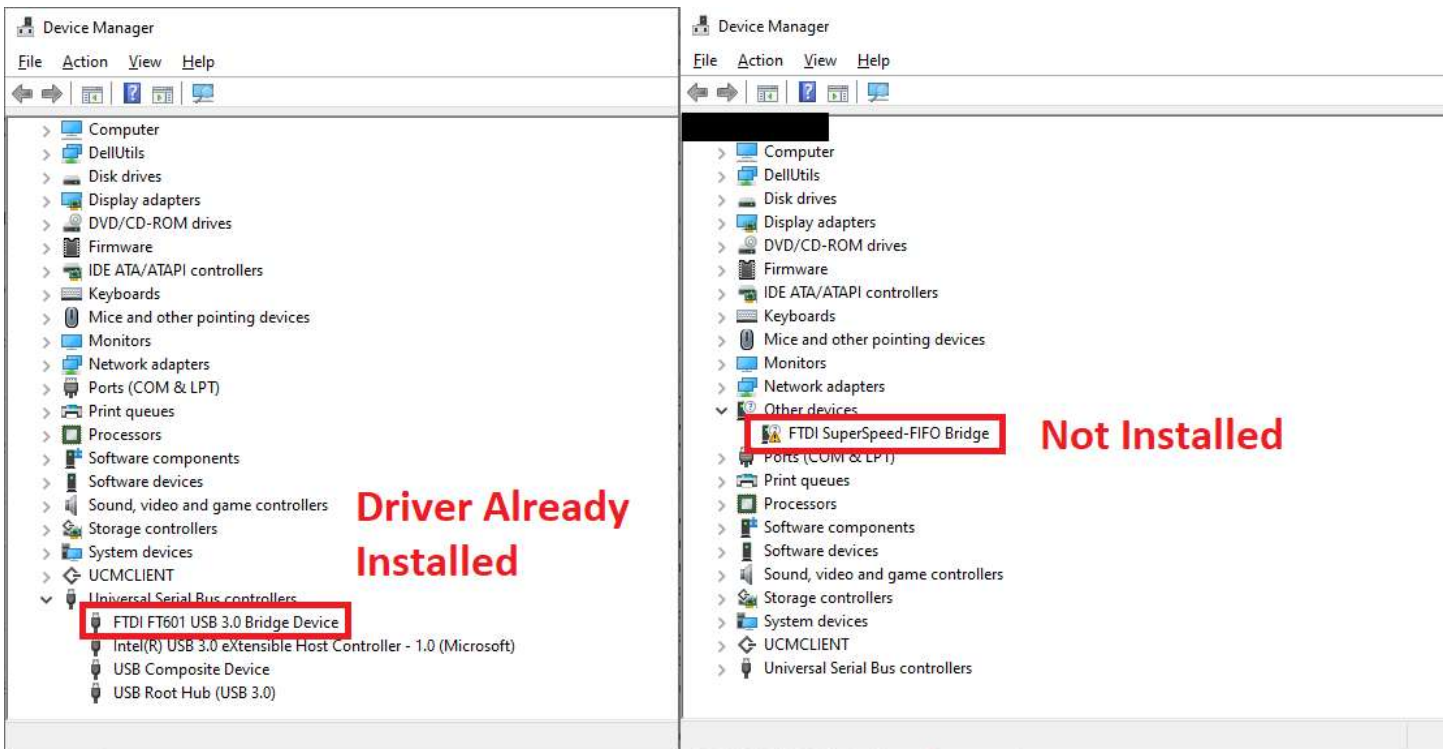 Device Manager
File Action View Help
Computer
DellUtils
Disk drives
Display adapters
DVD/CD-ROM drives
Firmware
IDE ATA/ATAPI controllers
Keyboards
Mice and other pointing devices
Monitors
Network adapters
Ports (COM & LPT)
Print queues
Processors
Software components
Software devices
Sound, video and game controllers
Storage controllers
System devices
UCMCLIENT
Universal Serial Bus controllers
FTDI FT601 USB 3.0 Bridge Device
Intel(R) USB 3.0 eXtensible Host Controller - 1.0 (Microsoft)
USB Composite Device
USB Root Hub (USB 3.0)
Driver Already
Installed
Device Manager
File Action View Help
Computer
DellUtils
Disk drives
Display adapters
DVD/CD-ROM drives
Firmware
IDE ATA/ATAPI controllers
Keyboards
Mice and other pointing devices
Monitors
Network adapters
Other devices
FTDI SuperSpeed-FIFO Bridge
Ports (COM & LPT)
Print queues
Processors
Software components
Software devices
Sound, video and game controllers
Storage controllers
System devices
UCMCLIENT
Universal Serial Bus controllers
Not Installed